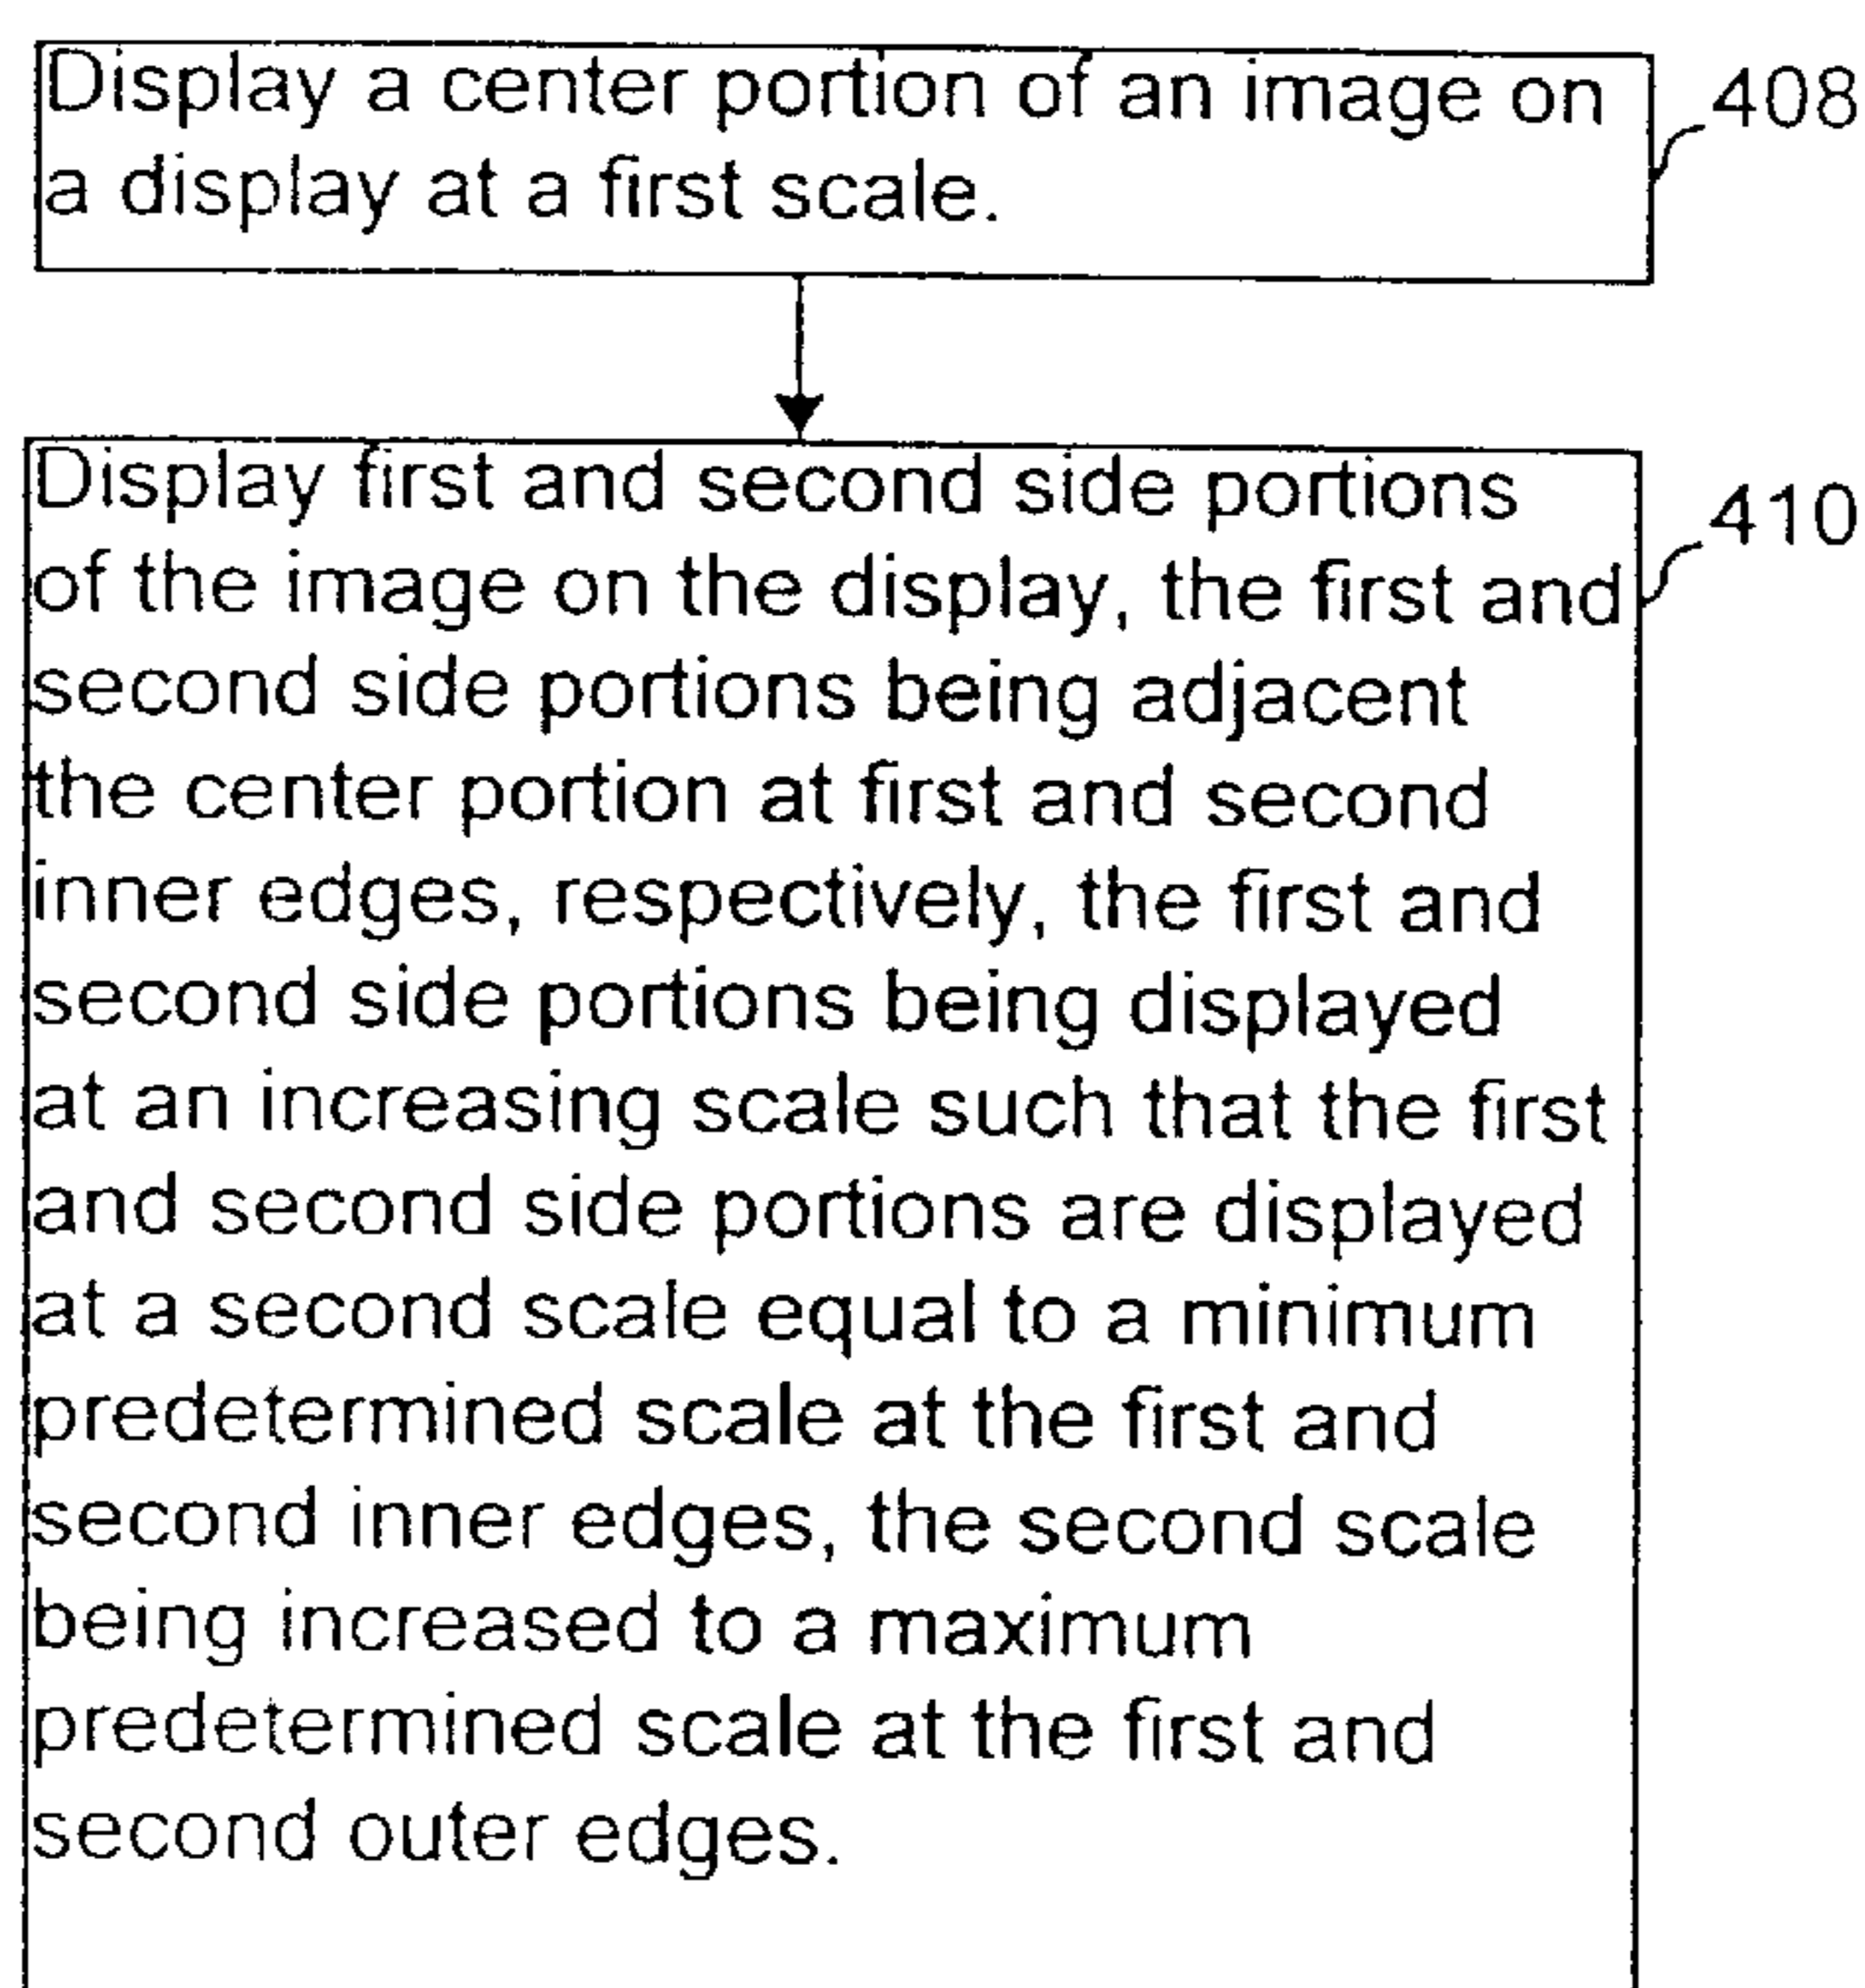 Display a center portion of an image on
a display at a first scale.
408
Display first and second side portions
of the image on the display, the first and
second side portions being adjacent
the center portion at first and second
inner edges, respectively, the first and
second side portions being displayed
at an increasing scale such that the first
and second side portions are displayed
at a second scale equal to a minimum
predetermined scale at the first and
second inner edges, the second scale
being increased to a maximum
predetermined scale at the first and
second outer edges.
410